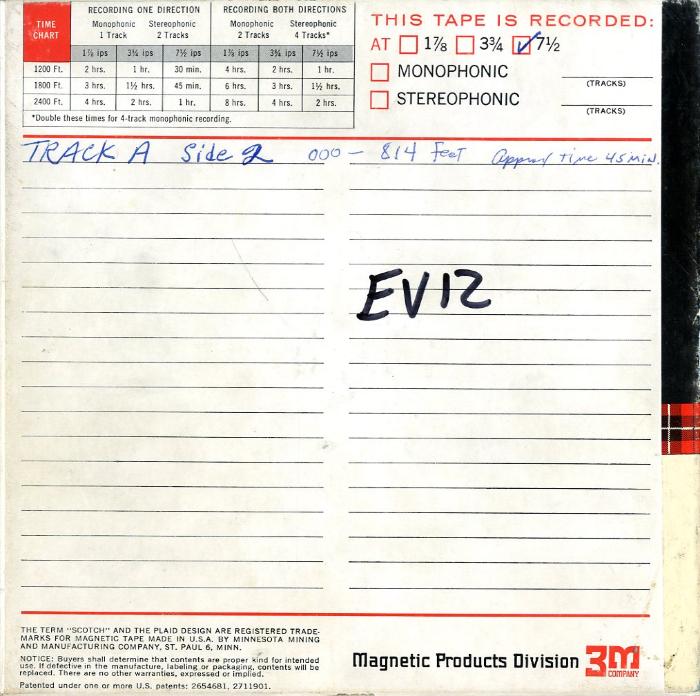 TIME CHART
RECORDING ONE DIRECTION
RECORDING BOTH DIRECTIONS
Monophonic 1 Track
Stereophonic 2 Tracks
Monophonic 2 Tracks
Stereophonic 4 Tracks*
1⅞ ips 3¾ ips 7½ ips 1⅞ ips 3¾ ips 7½ ips
1200 Ft. 2 hrs. 1 hr. 30 min. 4 hrs. 2 hrs. 1 hr.
1800 Ft. 3 hrs. 1½ hrs. 45 min. 6 hrs. 3 hrs. 1½ hrs.
2400 Ft. 4 hrs. 2 hrs. 1 hr. 8 hrs. 4 hrs. 2 hrs.
*Double these times for 4-track monophonic recording.
THIS TAPE IS RECORDED:
AT 1⅞ 3¾ 7½
MONOPHONIC
(TRACKS)
STEREOPHONIC
(TRACKS)
TRACK A Side 2 000 - 814 feet Approx time 45 min.
EV12
THE TERM "SCOTCH" AND THE PLAID DESIGN ARE REGISTERED TRADE-
MARKS FOR MAGNETIC TAPE MADE IN U.S.A. BY MINNESOTA MINING
AND MANUFACTURING COMPANY, ST. PAUL 6, MINN.
NOTICE: Buyers shall determine that contents are proper kind for intended
use. If defective in the manufacture, labeling or packaging, contents will be
replaced. There are no other warranties, expressed or implied.
Patented under one or more U.S. patents: 2654681, 2711901.
Magnetic Products Division 3M COMPANY